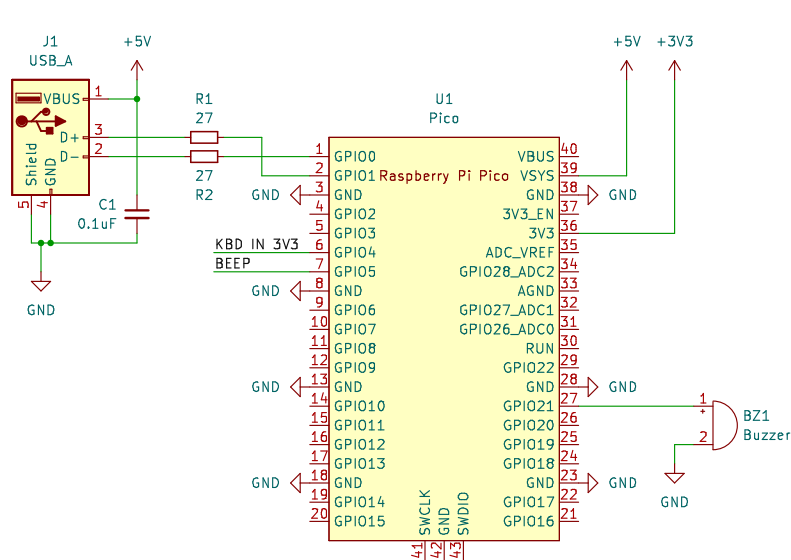 J1
USB_A
+5V
+5V
+3V3
VBUS 1
D+ 3
D- 2
Shield
GND
5
4
C1
0.1uF
GND
R1
27
27
R2
U1
Pico
Raspberry Pi Pico
1 GPIO0
2 GPIO1
GND 3 GND
4 GPIO2
5 GPIO3
KBD IN 3V3 6 GPIO4
BEEP 7 GPIO5
GND 8 GND
9 GPIO6
10 GPIO7
11 GPIO8
12 GPIO9
GND 13 GND
14 GPIO10
15 GPIO11
16 GPIO12
17 GPIO13
GND 18 GND
19 GPIO14
20 GPIO15
VBUS 40
VSYS 39
GND 38 GND
3V3_EN 37
3V3 36
ADC_VREF 35
GPIO28_ADC2 34
AGND 33
GPIO27_ADC1 32
GPIO26_ADC0 31
RUN 30
GPIO22 29
GND 28 GND
GPIO21 27
GPIO20 26
GPIO19 25
GPIO18 24
GND 23 GND
GPIO17 22
GPIO16 21
SWCLK
GND
SWDIO
41
42
43
1
+
2
BZ1
Buzzer
GND